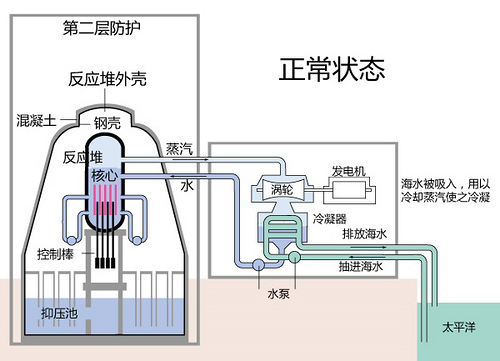 第二层防护
正常状态
反应堆外壳
混凝土
钢壳
反应堆
蒸汽
核心
水
涡轮
发电机
海水被吸入，用以
冷却蒸汽使之冷凝
冷凝器
排放海水
控制棒
抽进海水
水泵
抑压池
太平洋